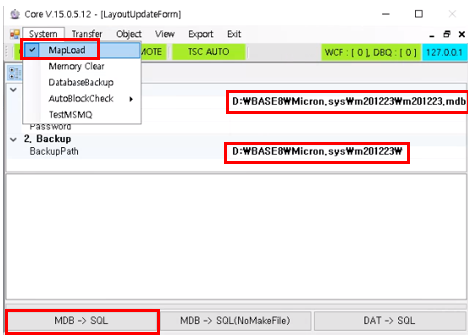 Core V.15.0.5.12 - [LayoutUpdateForm]
System Transfer Object View Export Exit
MapLoad
Memory Clear
DatabaseBackup
AutoBlockCheck
TestMSMQ
MOTE
TSC AUTO
WCF : [ 0 ], DBQ : [ 0 ]
127.0.0.1
D:₩BASE8₩Micron.sys₩m201223₩m201223.mdb
Password
2. Backup
BackupPath D:₩BASE8₩Micron.sys₩m201223₩
MDB -> SQL
MDB -> SQL(NoMakeFile)
DAT -> SQL